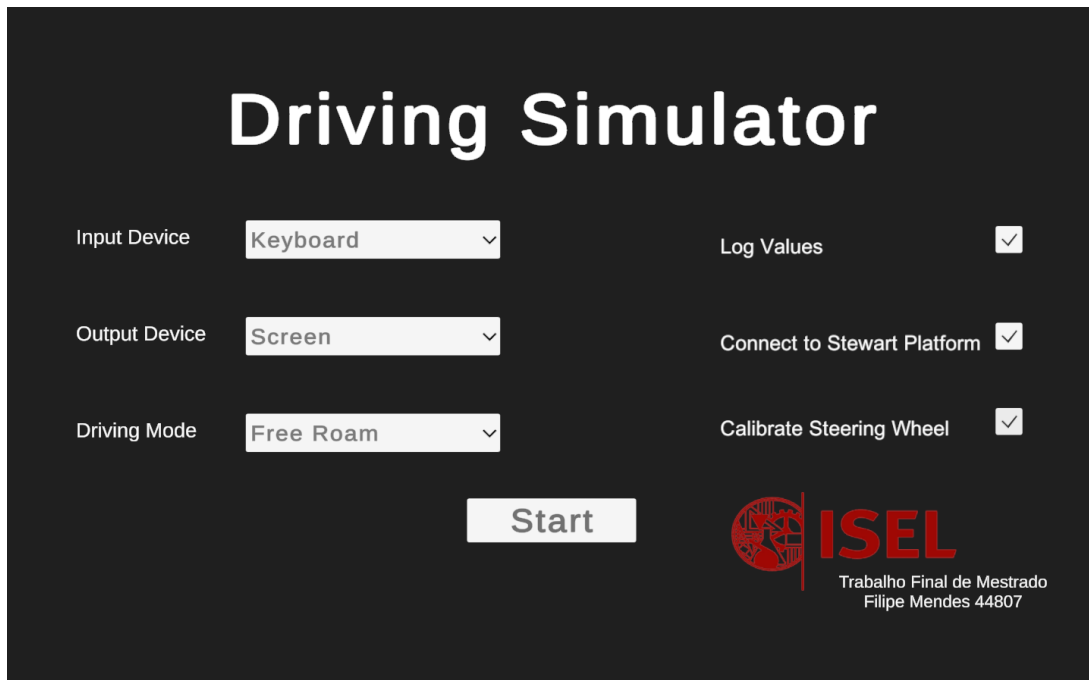 Driving Simulator
Input Device
Keyboard
Log Values
Output Device
Screen
Connect to Stewart Platform
Driving Mode
Free Roam
Calibrate Steering Wheel
Start
ISEL
Trabalho Final de Mestrado
Filipe Mendes 44807